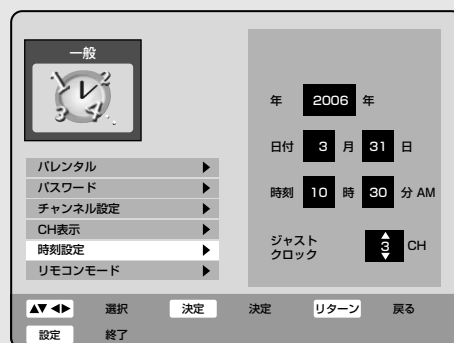 一般
1 2 3 4
パレンタル ▶
パスワード ▶
チャンネル設定 ▶
CH表示 ▶
時刻設定 ▶
リモコンモード ▶
年 2006 年
日付 3 月 31 日
時刻 10 時 30 分 AM
ジャスト
クロック
3 CH
▲▼ ◀▶ 選択 決定 決定 リターン 戻る
設定 終了